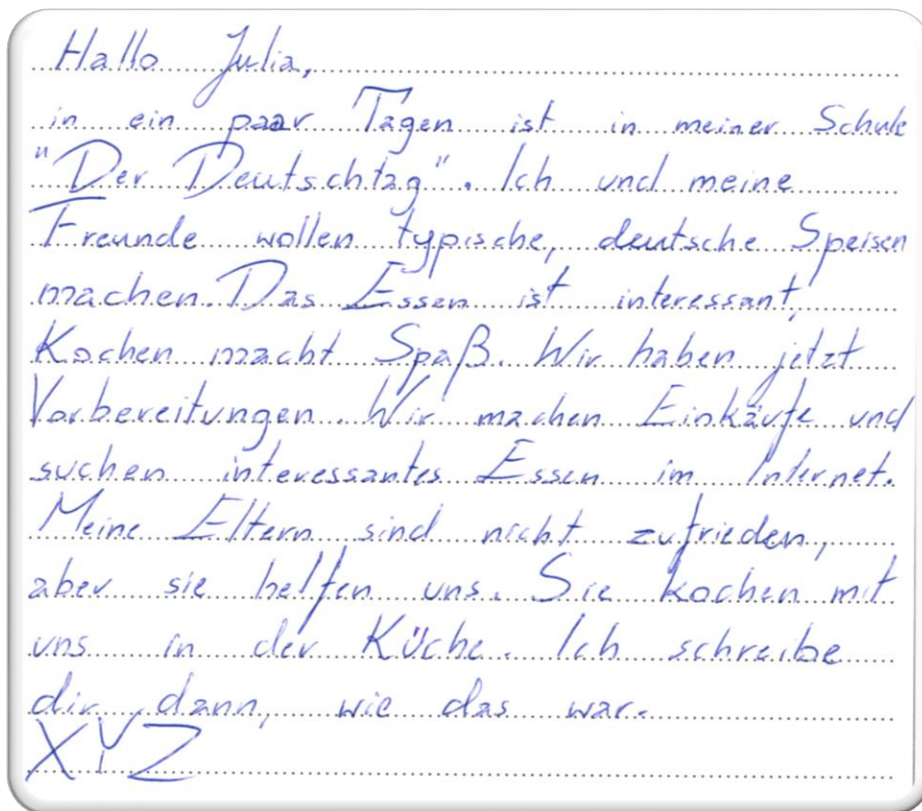 Hallo Julia,
in ein paar Tagen ist in meiner Schule
"Der Deutschtag". Ich und meine
Freunde wollen typische, deutsche Speisen
machen. Das Essen ist interessant,
Kochen macht Spaß. Wir haben jetzt
Vorbereitungen. Wir machen Einkäufe und
suchen interessantes Essen im Internet.
Meine Eltern sind nicht zufrieden,
aber sie helfen uns. Sie kochen mit
uns in der Küche. Ich schreibe
dir dann, wie das war.
XYZ